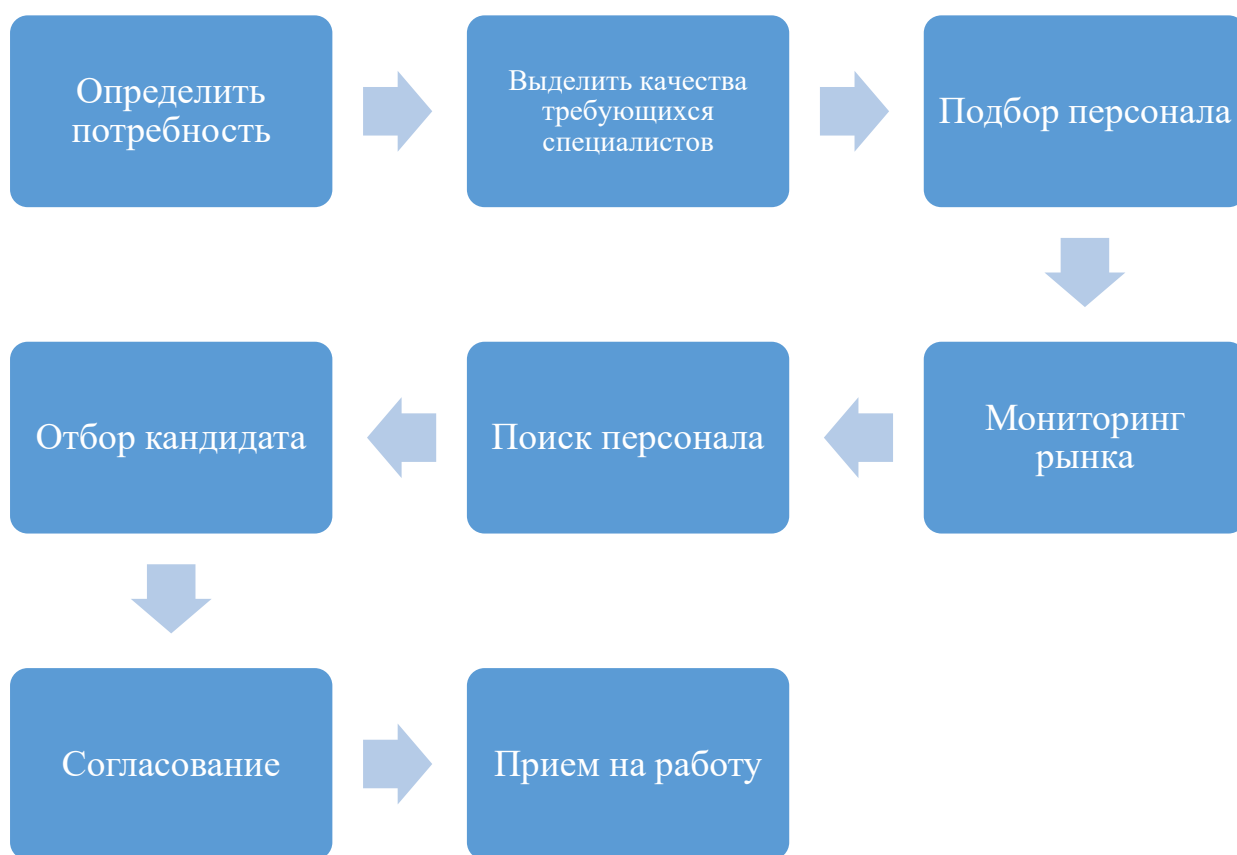 Определить
потребность
Выделить качества
требующихся
специалистов
Подбор персонала
Мониторинг
рынка
Поиск персонала
Отбор кандидата
Согласование
Прием на работу